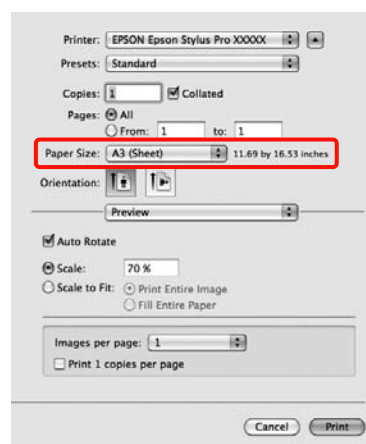 Printer: EPSON Epson Stylus Pro XXXXX
Presets: Standard
Copies: 1 Collated
Pages: All
From: 1 to: 1
Paper Size: A3 (Sheet) 11.69 by 16.53 inches
Orientation:
Preview
Auto Rotate
Scale: 70 %
Scale to Fit: Print Entire Image
Fill Entire Paper
Images per page: 1
Print 1 copies per page
Cancel Print